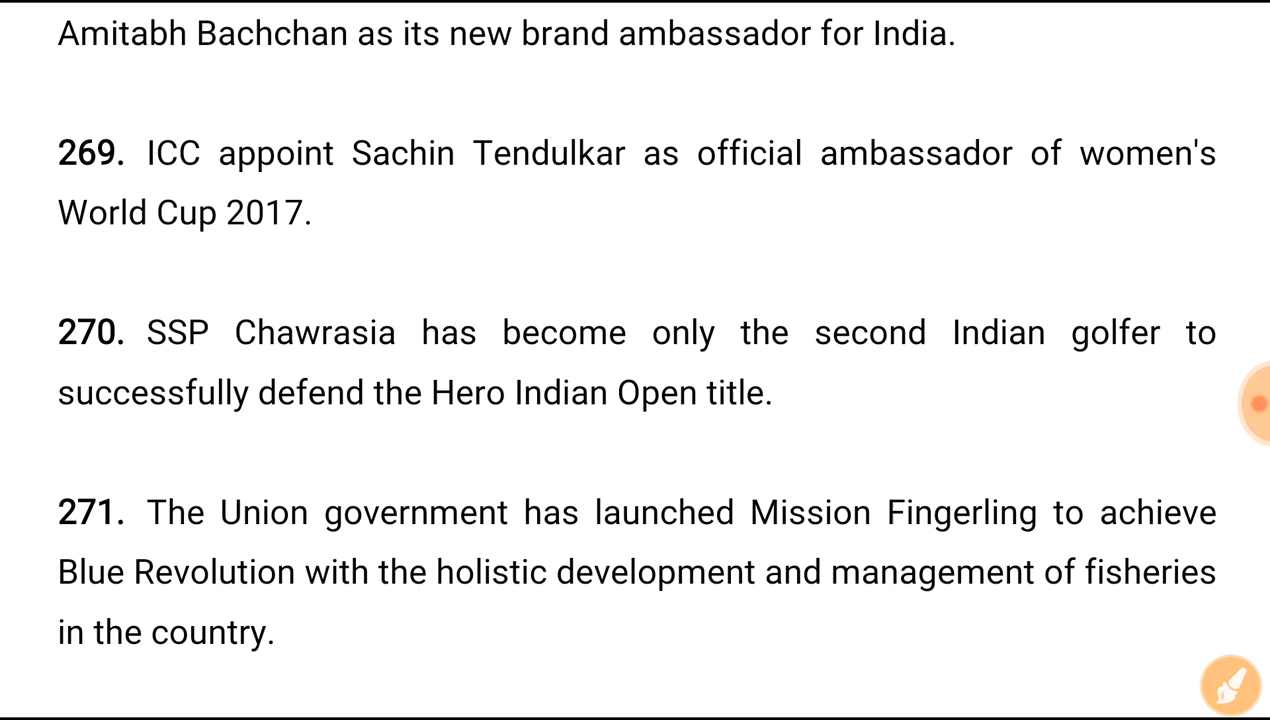 Amitabh Bachchan as its new brand ambassador for India.
269. ICC appoint Sachin Tendulkar as official ambassador of women's
World Cup 2017.
270. SSP Chawrasia has become only the second Indian golfer to
successfully defend the Hero Indian Open title.
271. The Union government has launched Mission Fingerling to achieve
Blue Revolution with the holistic development and management of fisheries
in the country.